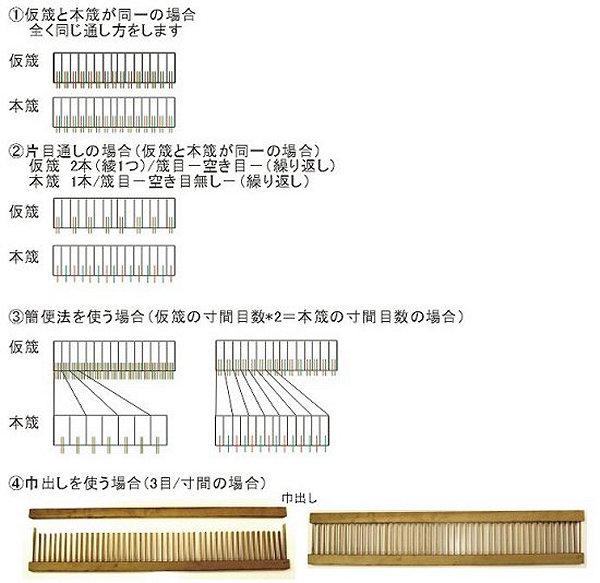 ①仮筬と本筬が同一の場合
全く同じ通し方をします
仮筬
本筬
②片目通しの場合(仮筬と本筬が同一の場合)
仮筬 2本(綾1つ)/筬目－空き目－(繰り返し)
本筬 1本/筬目－空き目無し－(繰り返し)
仮筬
本筬
③簡便法を使う場合(仮筬の寸間目数*2＝本筬の寸間目数の場合)
仮筬
本筬
④巾出しを使う場合(3目/寸間の場合)
巾出し